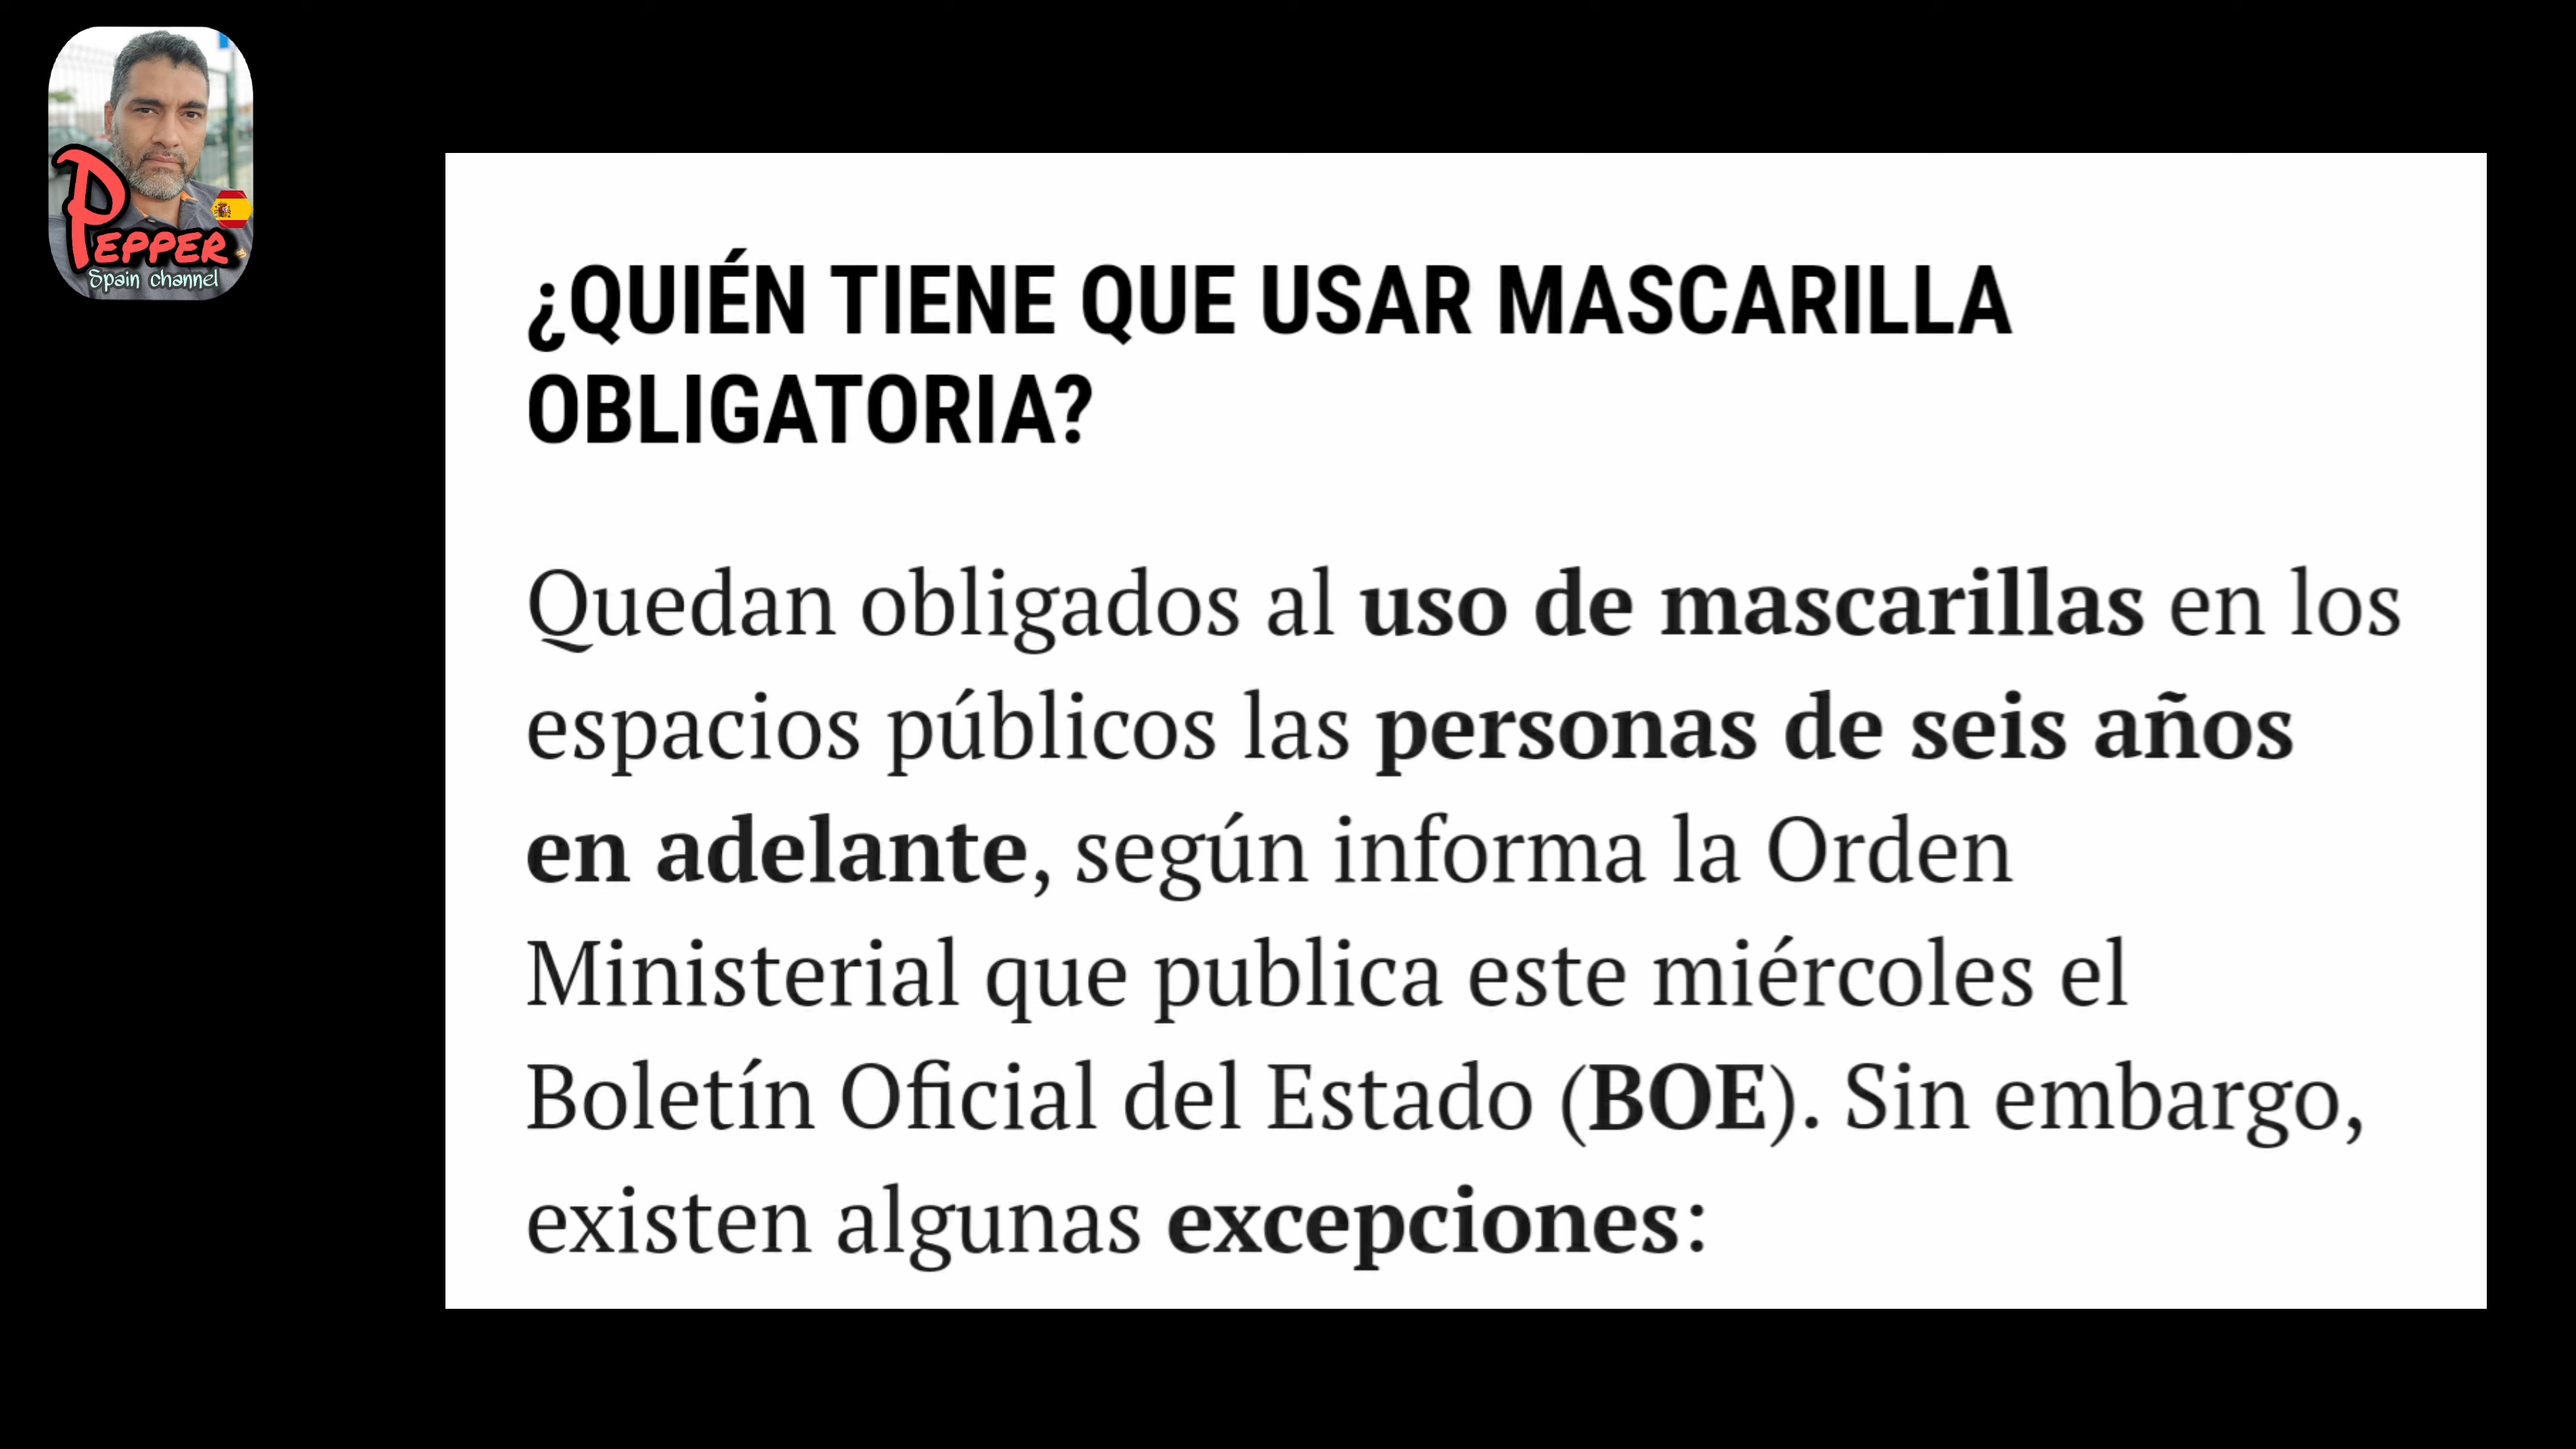 PEPPER
Spain channel
¿QUIÉN TIENE QUE USAR MASCARILLA
OBLIGATORIA?
Quedan obligados al uso de mascarillas en los
espacios públicos las personas de seis años
en adelante, según informa la Orden
Ministerial que publica este miércoles el
Boletín Oficial del Estado (BOE). Sin embargo,
existen algunas excepciones: